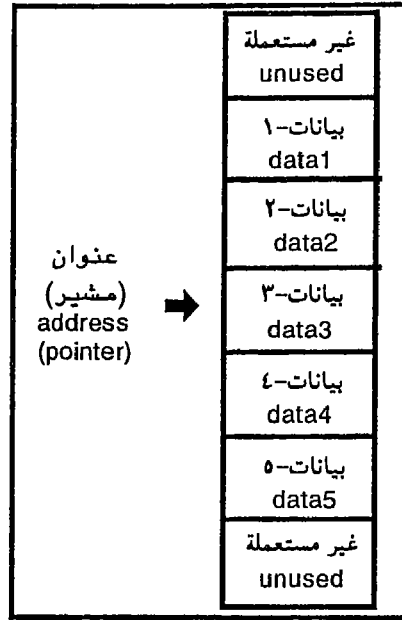 غير مستعملة
unused
بيانات-١
data1
بيانات-٢
data2
عنوان
(مشير)
address
(pointer)
بيانات-٣
data3
بيانات-٤
data4
بيانات-٥
data5
غير مستعملة
unused